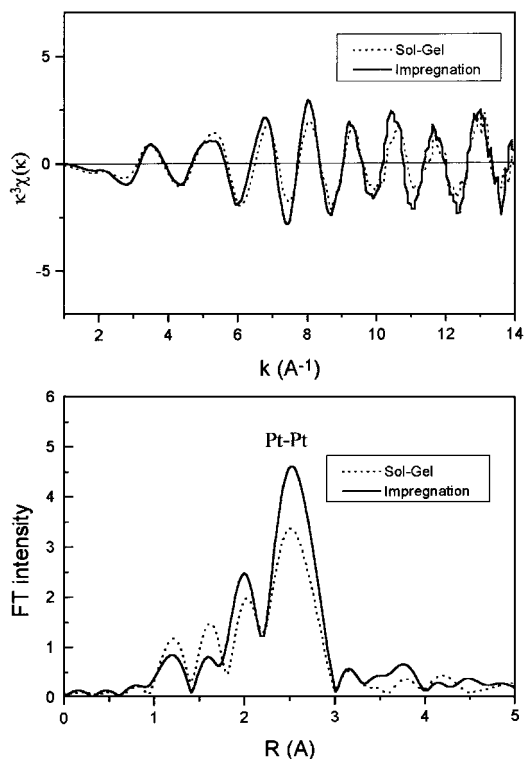 5
0
-5
κ³χ(κ)
Sol-Gel
Impregnation
2 4 6 8 10 12 14
k (A⁻¹)
6
5
4
3
2
1
0
FT intensity
Pt-Pt
Sol-Gel
Impregnation
0 1 2 3 4 5
R (A)